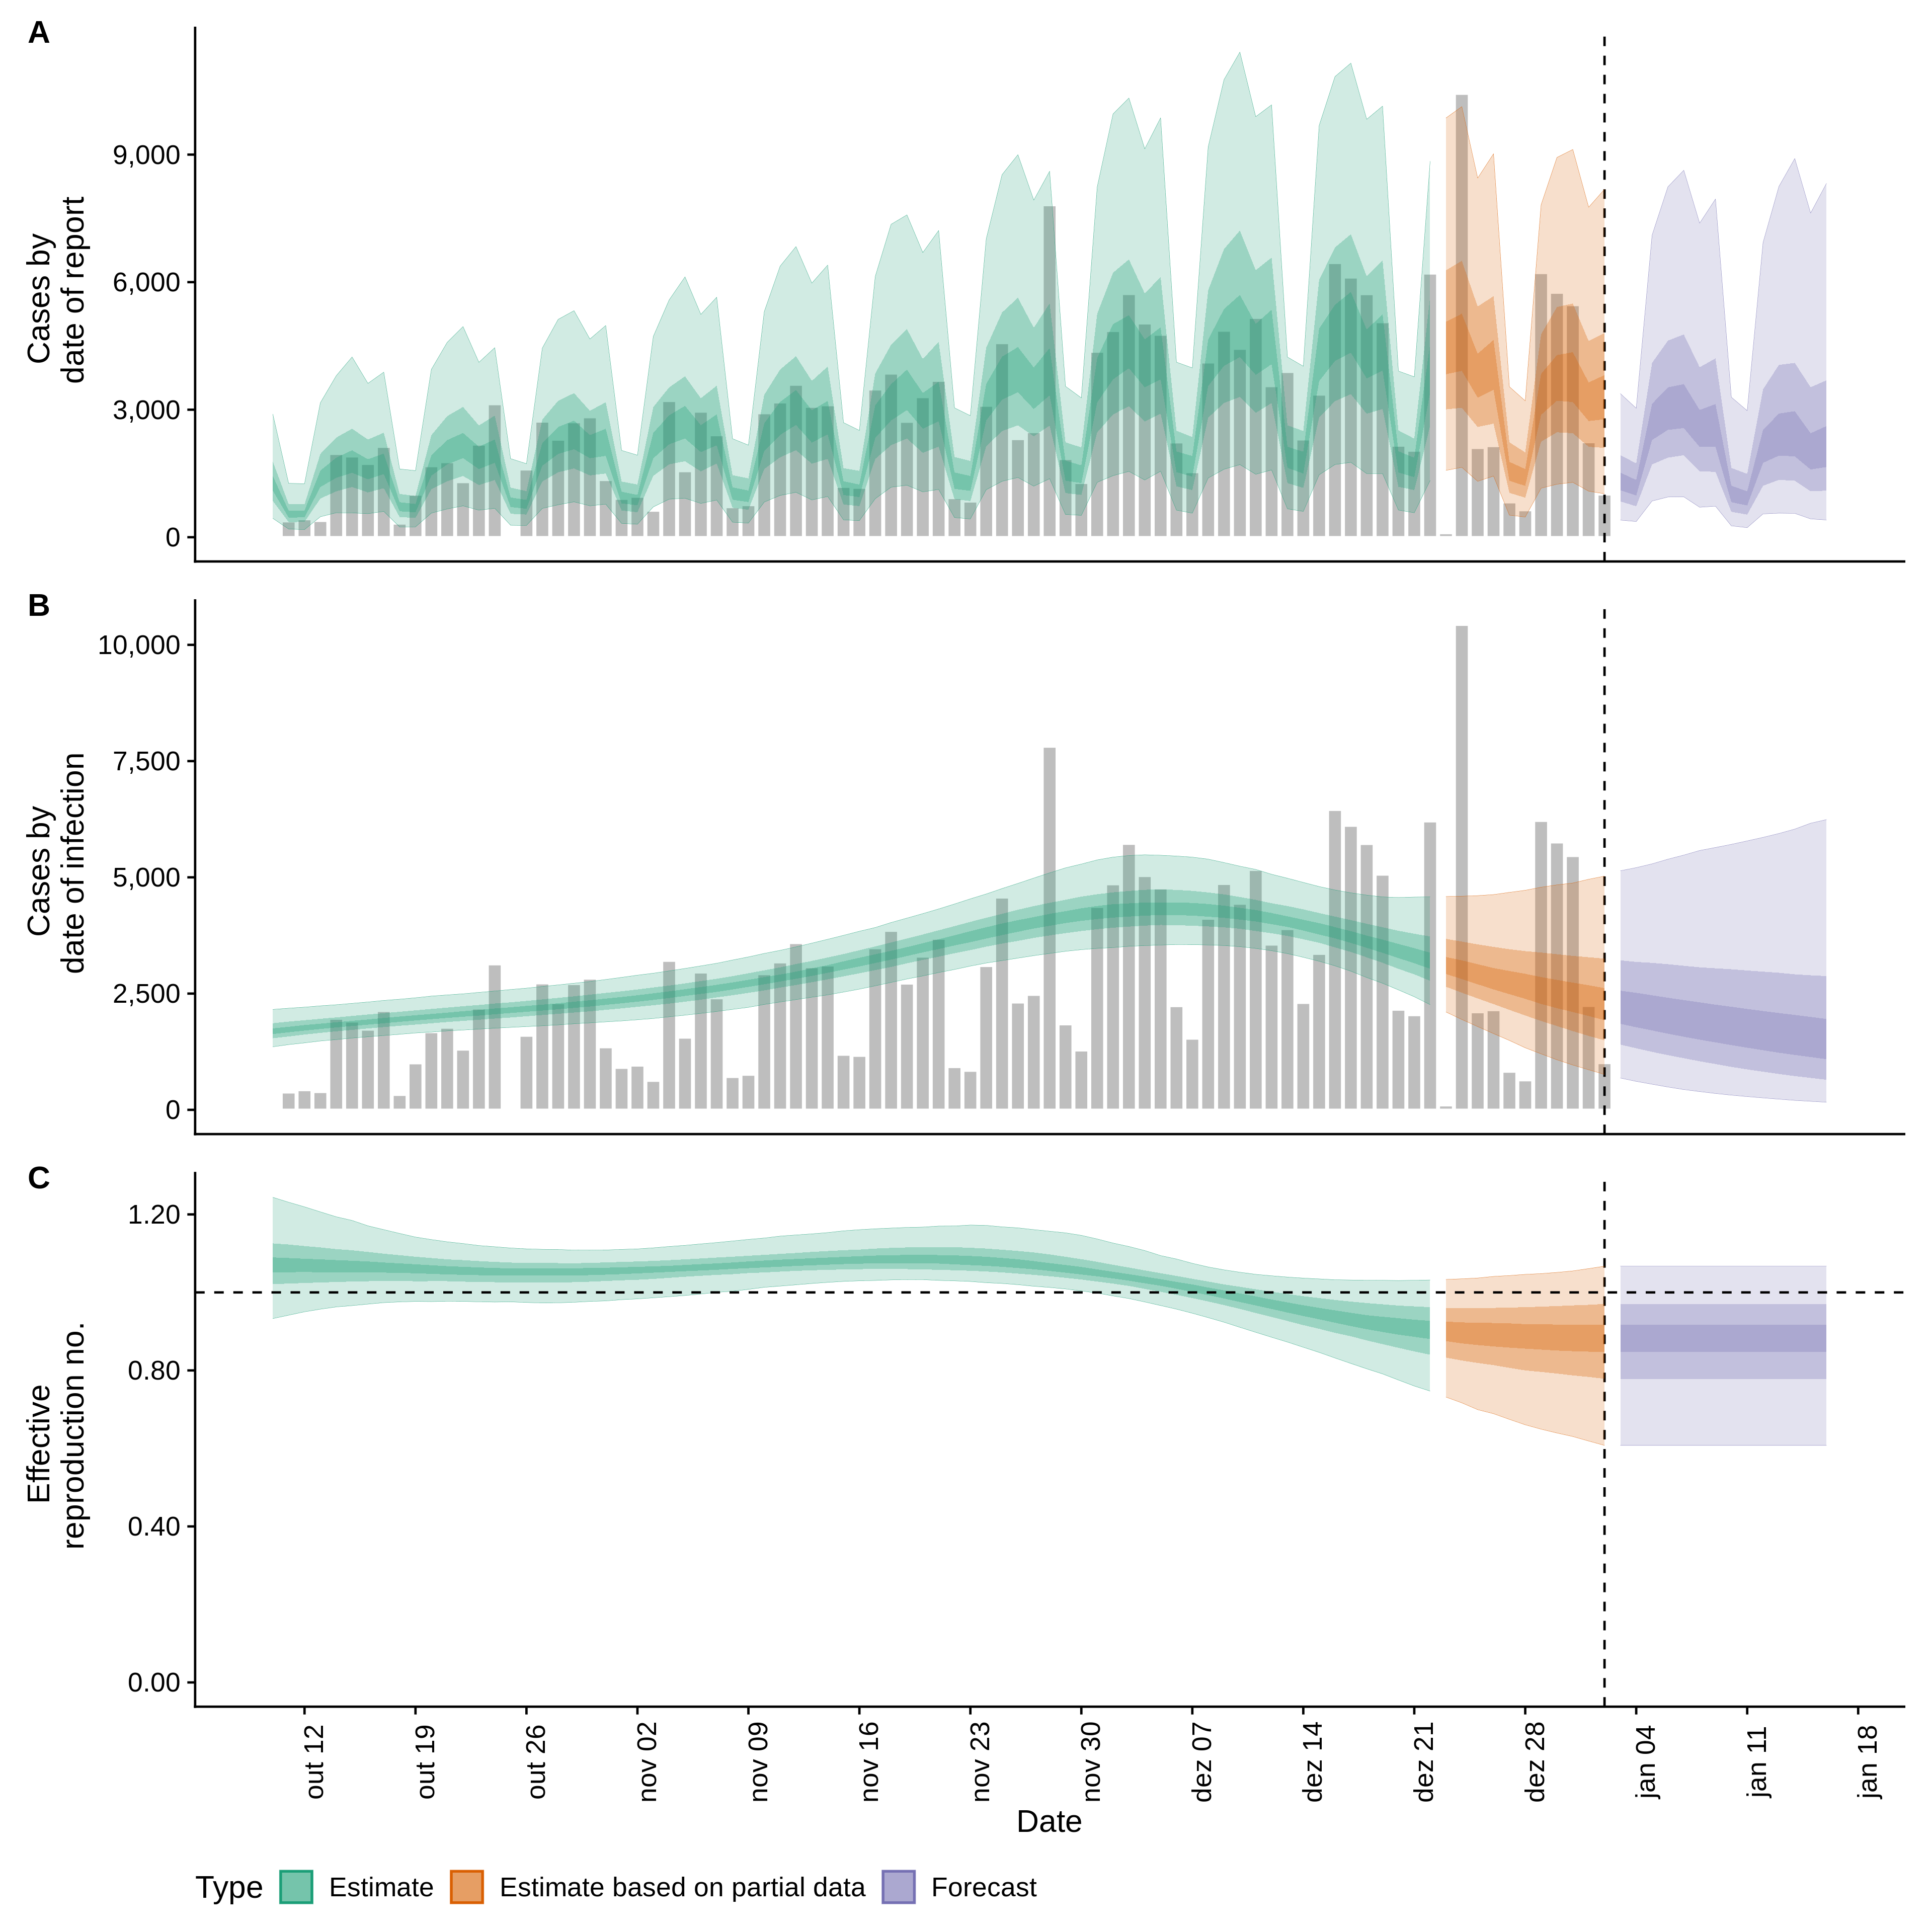 A
Cases by
date of report
9,000
6,000
3,000
0
B
Cases by
date of infection
10,000
7,500
5,000
2,500
0
C
Effective
reproduction no.
1.20
0.80
0.40
0.00
out 12
out 19
out 26
nov 02
nov 09
nov 16
nov 23
nov 30
dez 07
dez 14
dez 21
dez 28
jan 04
jan 11
jan 18
Date
Type Estimate Estimate based on partial data Forecast